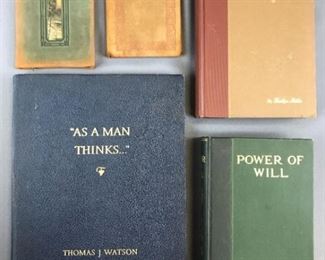 "AS A MAN
THINKS..."
THOMAS J WATSON
POWER OF
WILL